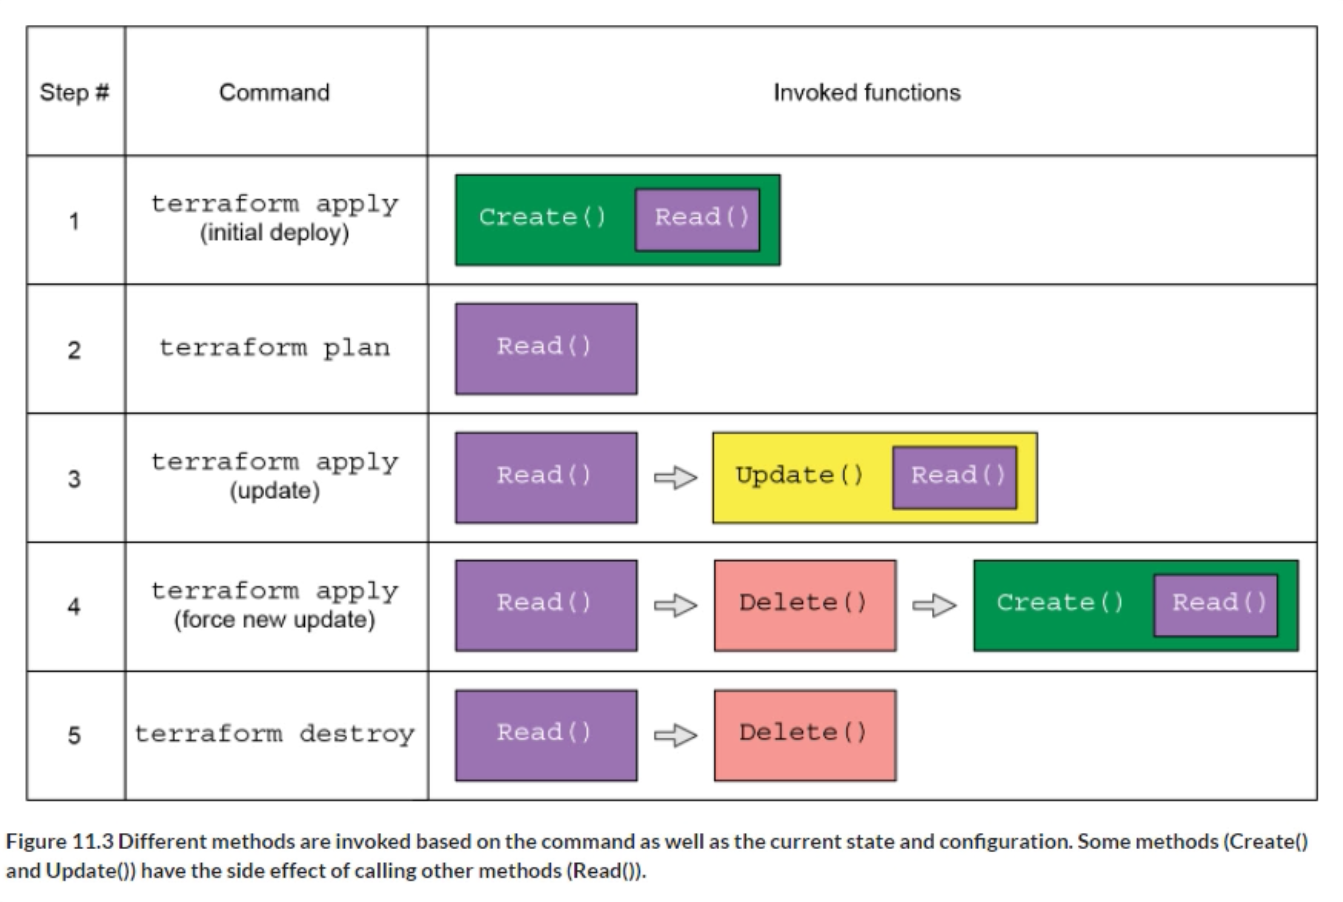 Step # Command Invoked functions
1 terraform apply Create() Read()
(initial deploy)
2 terraform plan Read()
3 terraform apply Read() Update() Read()
(update)
4 terraform apply Read() Delete() Create() Read()
(force new update)
5 terraform destroy Read() Delete()
Figure 11.3 Different methods are invoked based on the command as well as the current state and configuration. Some methods (Create()
and Update()) have the side effect of calling other methods (Read()).